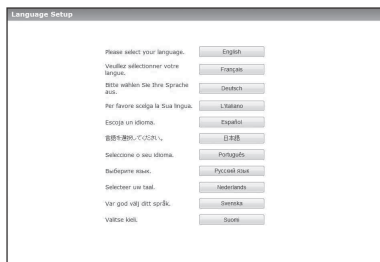 Language Setup
Please select your language. English
Veuillez sélectionner votre
langue. Français
Bitte wählen Sie Ihre Sprache
aus. Deutsch
Per favore scelga la Sua lingua. L'Italiano
Escoja un idioma. Español
言語を選択してください。 日本語
Seleccione o seu idioma. Português
Выберите язык. Русский язык
Selecteer uw taal. Nederlands
Var god välj ditt språk. Svenska
Valitse kieli. Suomi